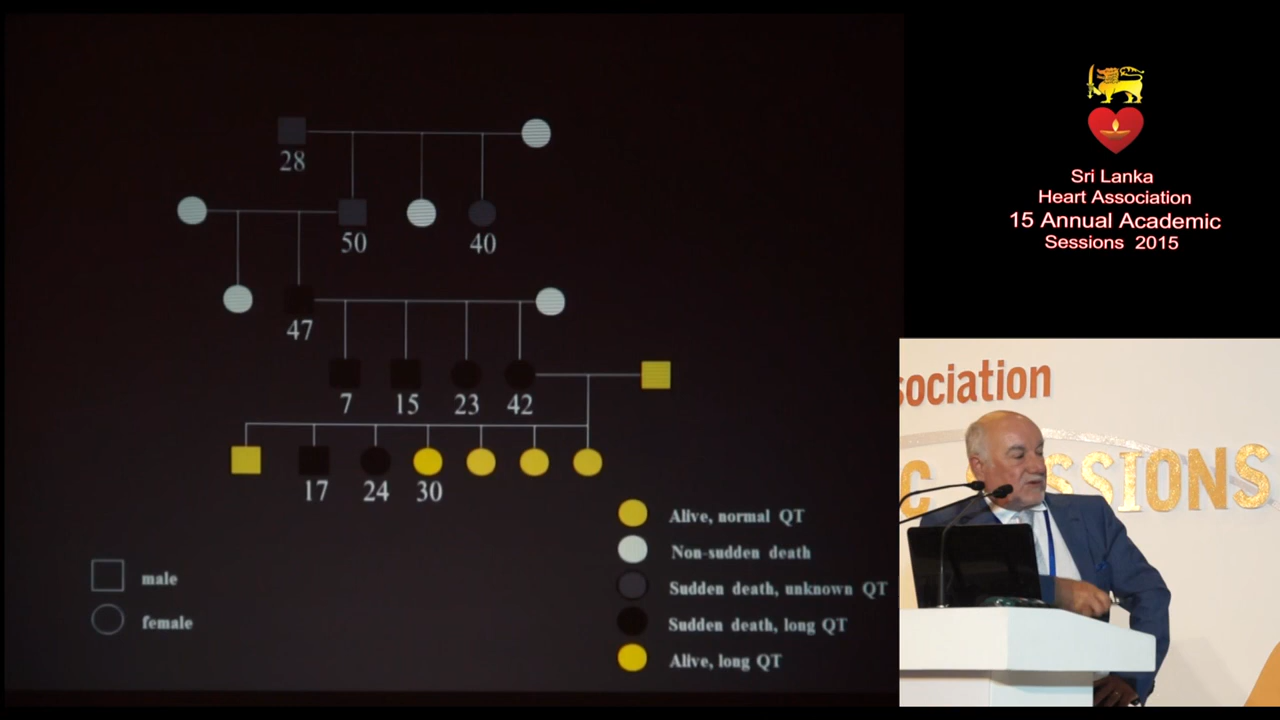 28
50
40
47
7
15
23
42
17
24
30
male
female
Alive, normal QT
Non-sudden death
Sudden death, unknown QT
Sudden death, long QT
Alive, long QT
Sri Lanka
Heart Association
15 Annual Academic
Sessions 2015
sociation
C SESSIONS